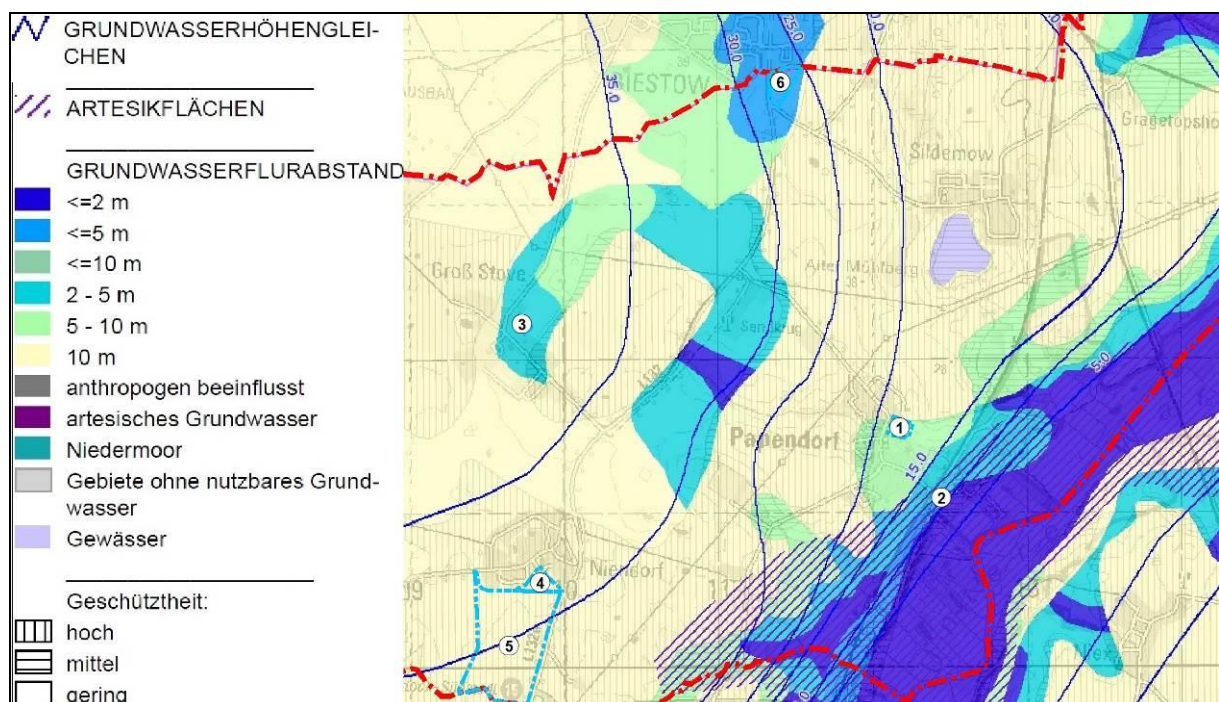 GRUNDWASSERHÖHENGLEI-
CHEN
ARTESIKFLÄCHEN
GRUNDWASSERFLURABSTAND
<=2 m
<=5 m
<=10 m
2 - 5 m
5 - 10 m
10 m
anthropogen beeinflusst
artesisches Grundwasser
Niedermoor
Gebiete ohne nutzbares Grund-
wasser
Gewässer
Geschütztheit:
hoch
mittel
gering
35.0
30.0
25.0
BIESTOW
6
Sildemow
Groß Stove
3
Sandkrug
5.0
Papendorf
1
15.0
2
4
Niendorf
5